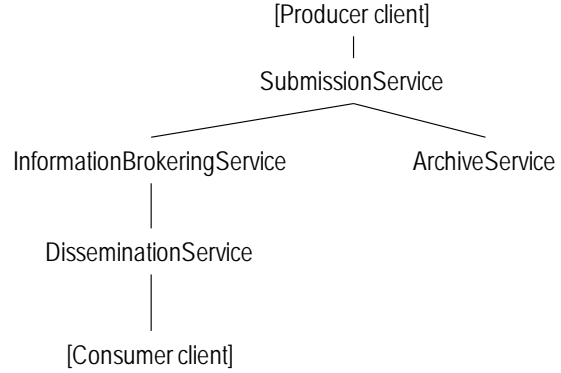 [Producer client]
SubmissionService
InformationBrokeringService
ArchiveService
DisseminationService
[Consumer client]